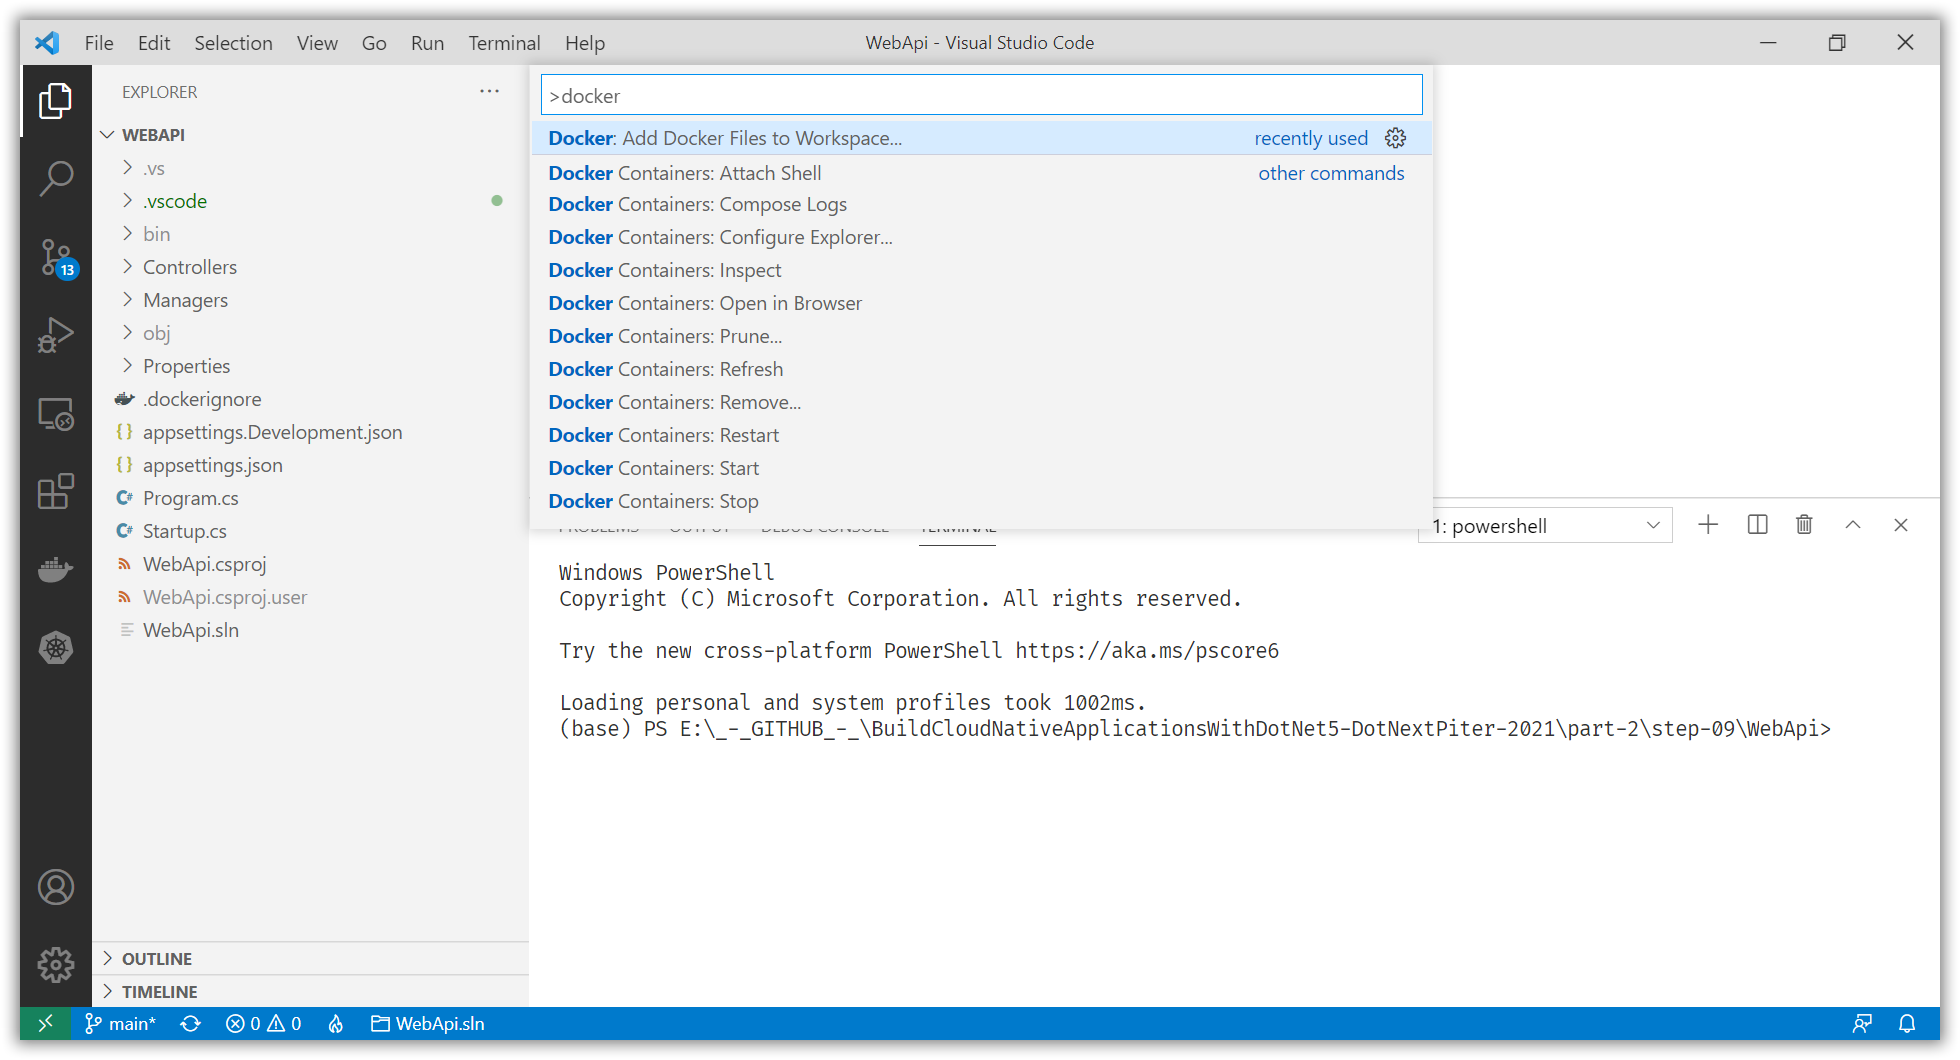 File Edit Selection View Go Run Terminal Help
WebApi - Visual Studio Code
EXPLORER
WEBAPI
.vs
.vscode
bin
Controllers
Managers
obj
Properties
.dockerignore
appsettings.Development.json
appsettings.json
Program.cs
Startup.cs
WebApi.csproj
WebApi.csproj.user
WebApi.sln
OUTLINE
TIMELINE
13
>docker
Docker: Add Docker Files to Workspace... recently used
Docker Containers: Attach Shell other commands
Docker Containers: Compose Logs
Docker Containers: Configure Explorer...
Docker Containers: Inspect
Docker Containers: Open in Browser
Docker Containers: Prune...
Docker Containers: Refresh
Docker Containers: Remove...
Docker Containers: Restart
Docker Containers: Start
Docker Containers: Stop
PROBLEMS OUTPUT DEBUG CONSOLE TERMINAL
1: powershell
Windows PowerShell
Copyright (C) Microsoft Corporation. All rights reserved.
Try the new cross-platform PowerShell https://aka.ms/pscore6
Loading personal and system profiles took 1002ms.
(base) PS E:\_-_GITHUB_-_\BuildCloudNativeApplicationsWithDotNet5-DotNextPiter-2021\part-2\step-09\WebApi>
main* 0 0 WebApi.sln